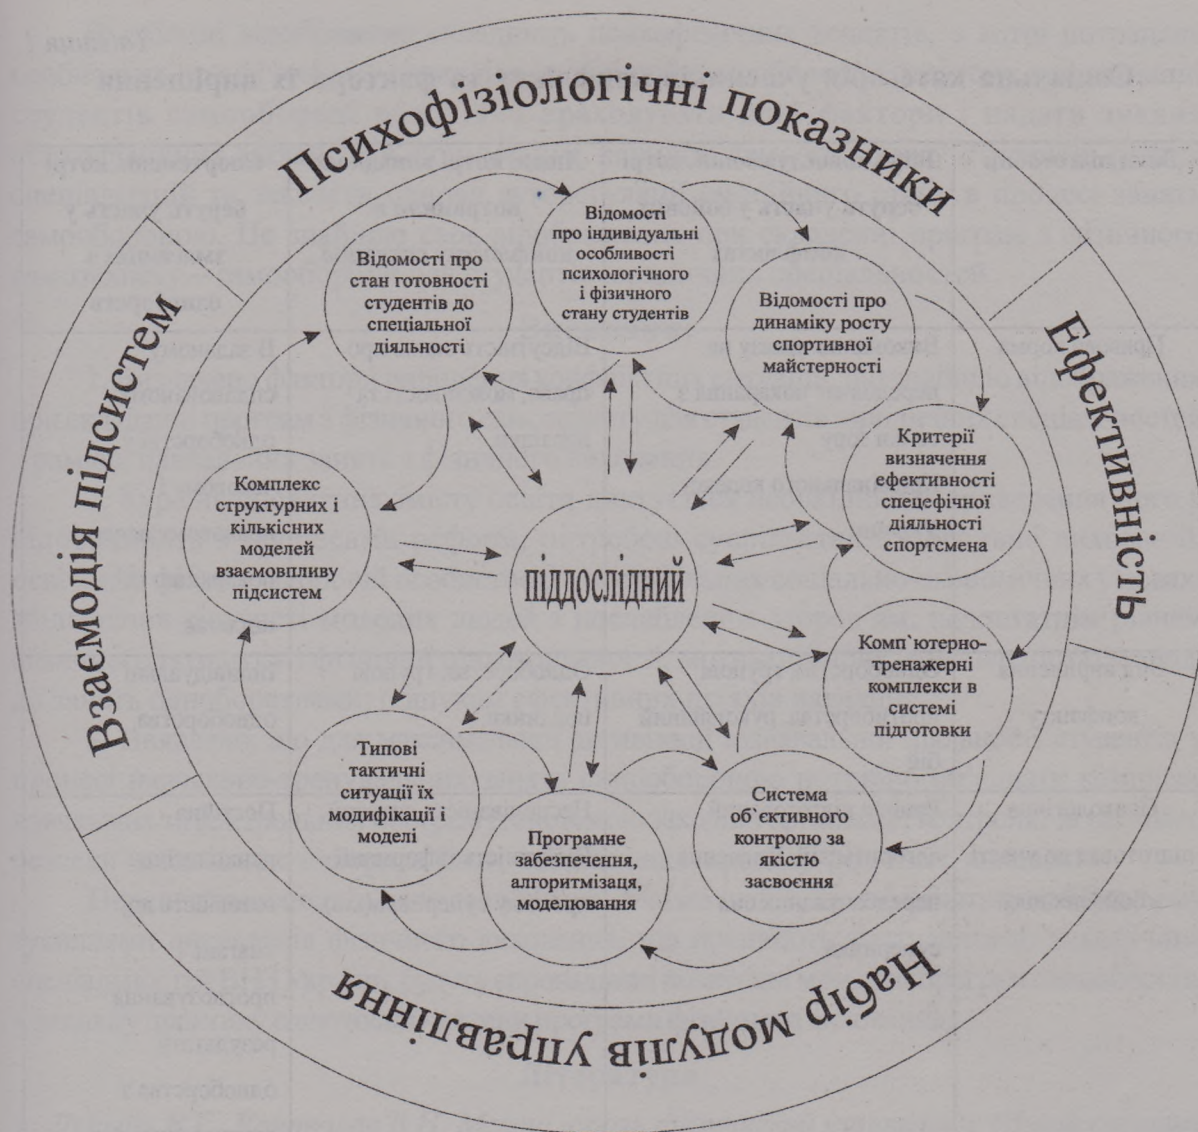 Психофізіологічні показники
Відомості
про індивідуальні
особливості
психологічного
і фізичного
стану студентів
Відомості про
стан готовності
студентів до
спеціальної
діяльності
Відомості про
динаміку росту
спортивної
майстерності
Взаємодія підсистем
Ефективність
Критерії
визначення
ефективності
спецефічної
діяльності
спортсмена
Комплекс
структурних і
кількісних
моделей
взаємовпливу
підсистем
ПІДДОСЛІДНИЙ
Комп`ютерно-
тренажерні
комплекси в
системі
підготовки
Типові
тактичні
ситуації їх
модифікації і
моделі
Система
об`єктивного
контролю за
якістю
засвоєння
Програмне
забезпечення,
алгоритмізаця,
моделювання
Набір модулів управління